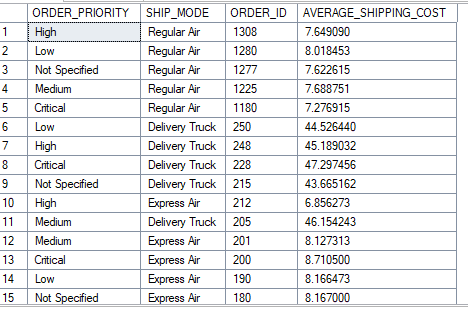 ORDER_PRIORITY SHIP_MODE ORDER_ID AVERAGE_SHIPPING_COST
1 High Regular Air 1308 7.649090
2 Low Regular Air 1280 8.018453
3 Not Specified Regular Air 1277 7.622615
4 Medium Regular Air 1225 7.688751
5 Critical Regular Air 1180 7.276915
6 Low Delivery Truck 250 44.526440
7 High Delivery Truck 248 45.189032
8 Critical Delivery Truck 228 47.297456
9 Not Specified Delivery Truck 215 43.665162
10 High Express Air 212 6.856273
11 Medium Delivery Truck 205 46.154243
12 Medium Express Air 201 8.127313
13 Critical Express Air 200 8.710500
14 Low Express Air 190 8.166473
15 Not Specified Express Air 180 8.167000